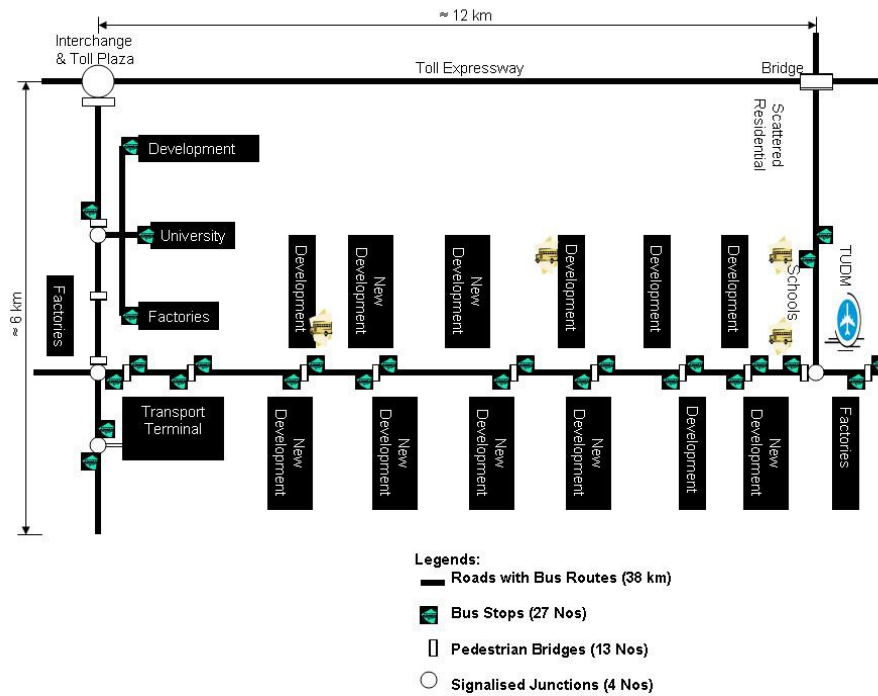 ≈ 12 km
Interchange
& Toll Plaza
Toll Expressway
Bridge
Scattered
Residential
Development
University
Factories
Factories
≈ 6 km
Development
New
Development
New
Development
Development
Development
Development
Schools
TUDM
Transport
Terminal
New
Development
New
Development
New
Development
New
Development
Development
New
Development
Factories
Legends:
Roads with Bus Routes (38 km)
Bus Stops (27 Nos)
Pedestrian Bridges (13 Nos)
Signalised Junctions (4 Nos)